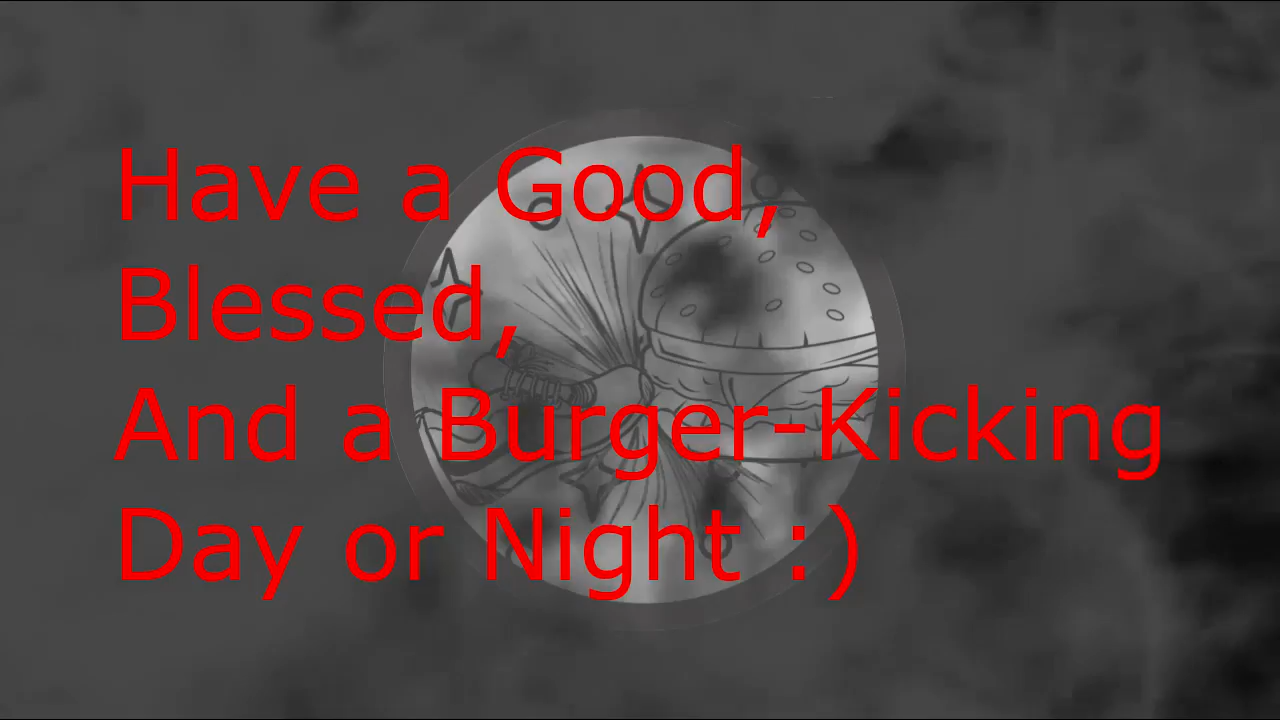 Have a Good,
Blessed,
And a Burger-Kicking
Day or Night :)